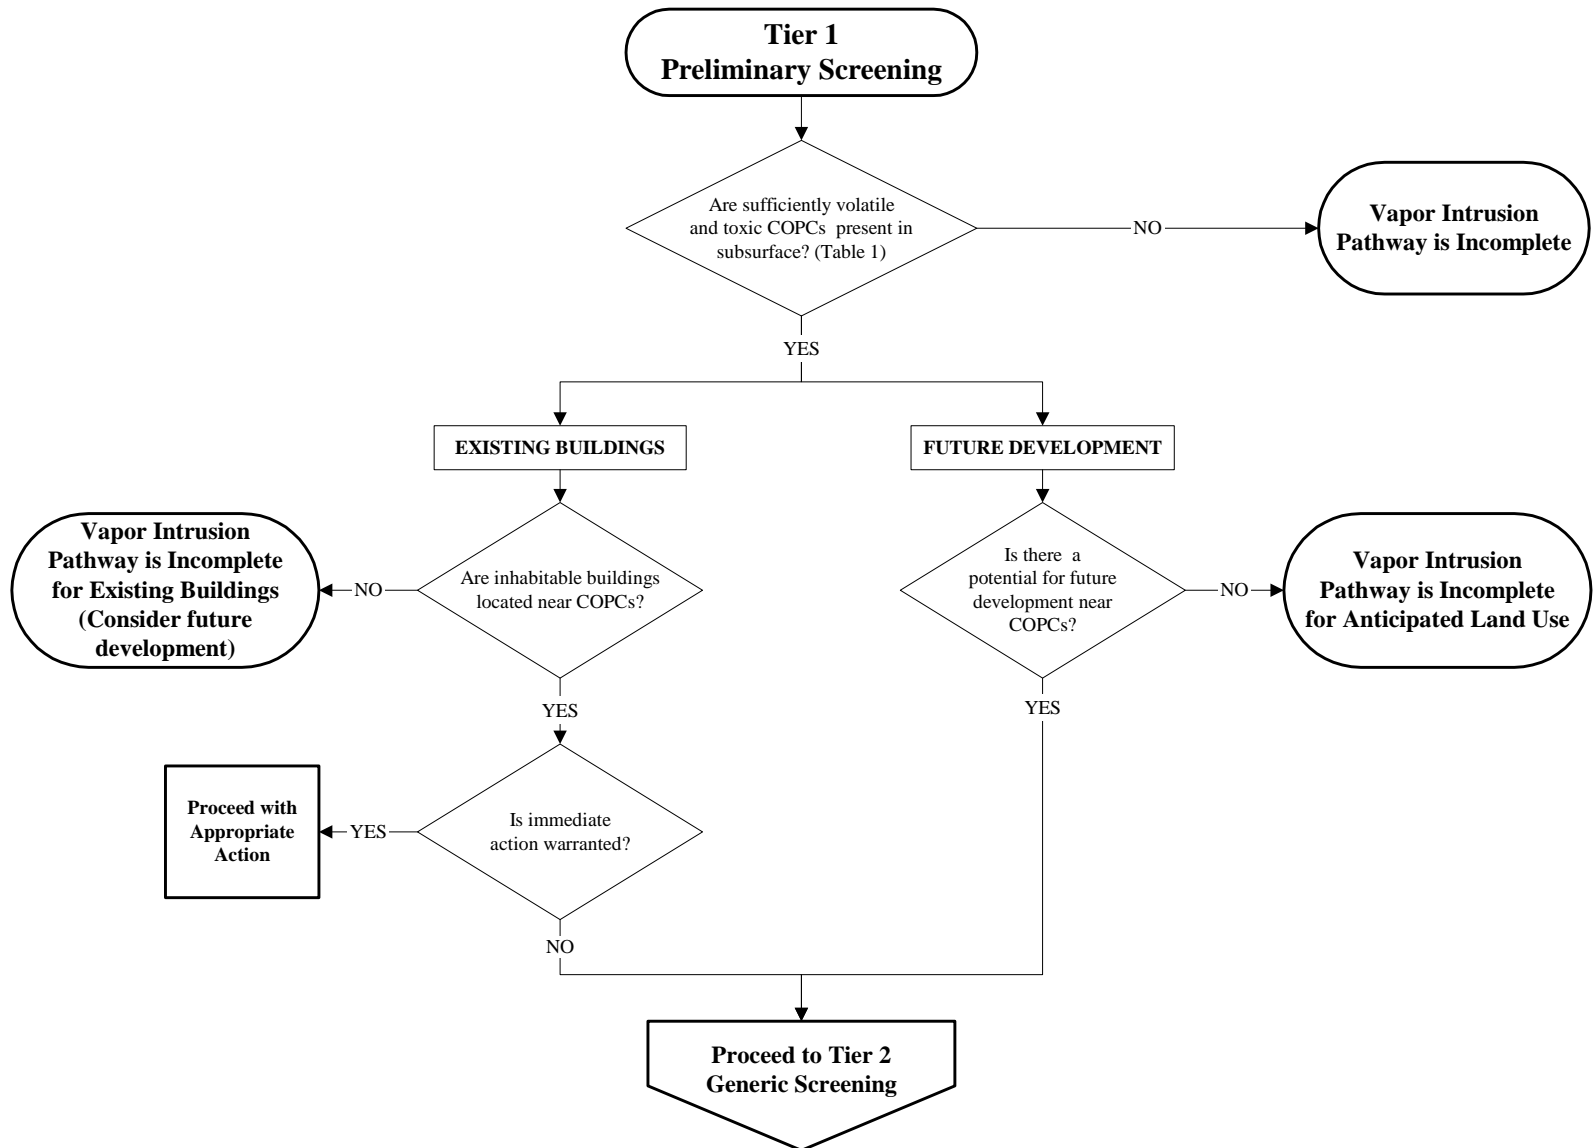 Tier 1
Preliminary Screening
Are sufficiently volatile
and toxic COPCs present in
subsurface? (Table 1)
NO
Vapor Intrusion
Pathway is Incomplete
YES
EXISTING BUILDINGS
FUTURE DEVELOPMENT
Vapor Intrusion
Pathway is Incomplete
for Existing Buildings
(Consider future
development)
NO
Are inhabitable buildings
located near COPCs?
Is there a
potential for future
development near
COPCs?
NO
Vapor Intrusion
Pathway is Incomplete
for Anticipated Land Use
YES
YES
Proceed with
Appropriate
Action
YES
Is immediate
action warranted?
NO
Proceed to Tier 2
Generic Screening